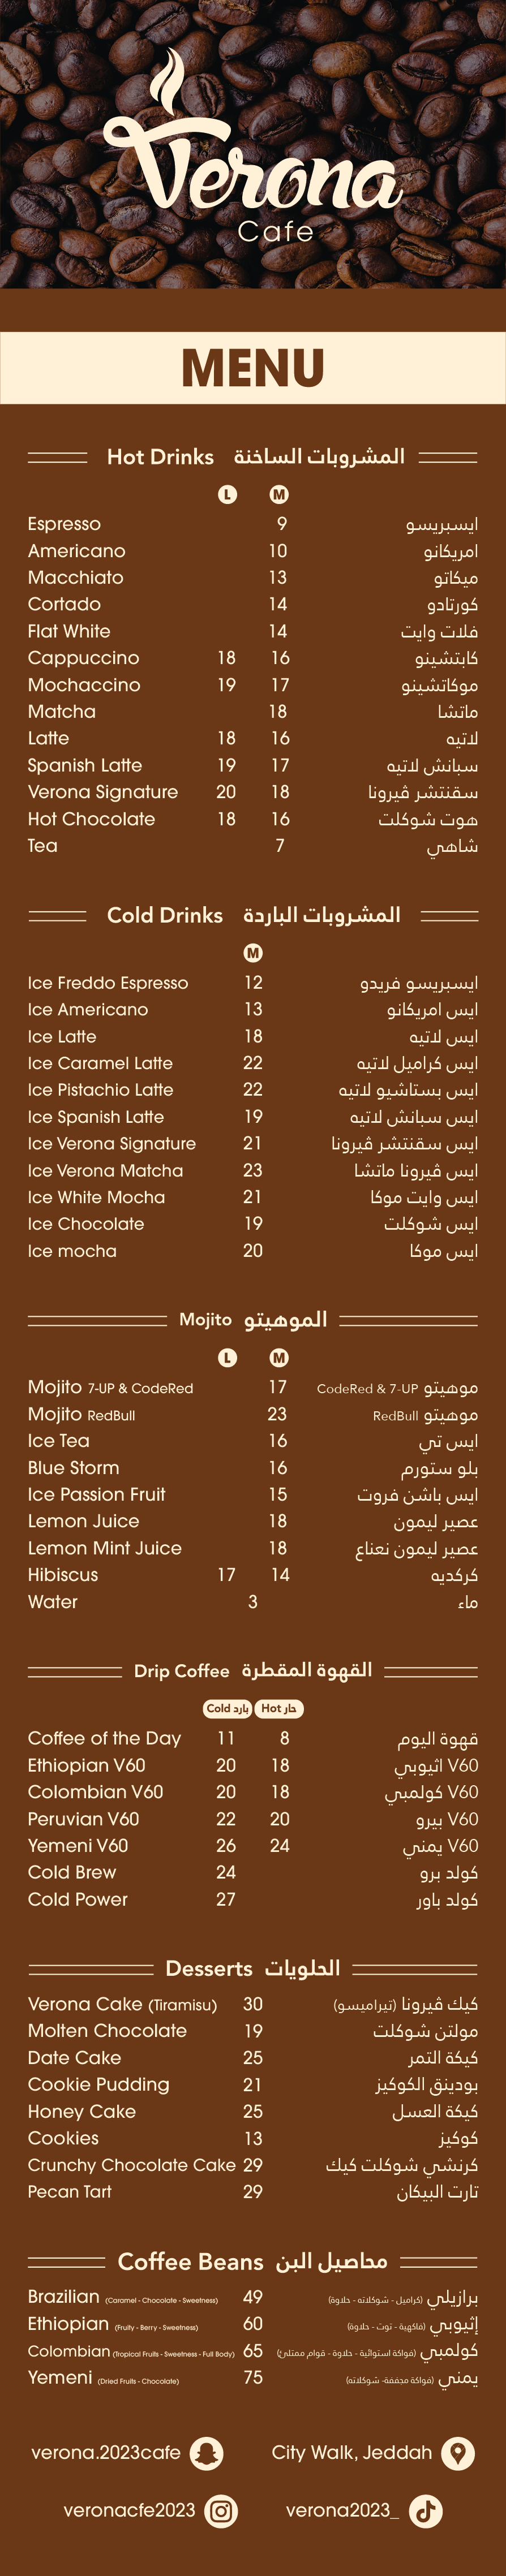 Verona
Cafe
MENU
Hot Drinks المشروبات الساخنة
L M
Espresso 9 ايسبريسو
Americano 10 امريكانو
Macchiato 13 ميكاتو
Cortado 14 كورتادو
Flat White 14 فلات وايت
Cappuccino 18 16 كابتشينو
Mochaccino 19 17 موكاتشينو
Matcha 18 ماتشا
Latte 18 16 لاتيه
Spanish Latte 19 17 سبانش لاتيه
Verona Signature 20 18 سقنتشر ڤيرونا
Hot Chocolate 18 16 هوت شوكلت
Tea 7 شاهي
Cold Drinks المشروبات الباردة
M
Ice Freddo Espresso 12 ايسبريسو فريدو
Ice Americano 13 ايس امريكانو
Ice Latte 18 ايس لاتيه
Ice Caramel Latte 22 ايس كراميل لاتيه
Ice Pistachio Latte 22 ايس بستاشيو لاتيه
Ice Spanish Latte 19 ايس سبانش لاتيه
Ice Verona Signature 21 ايس سقنتشر ڤيرونا
Ice Verona Matcha 23 ايس ڤيرونا ماتشا
Ice White Mocha 21 ايس وايت موكا
Ice Chocolate 19 ايس شوكلت
Ice mocha 20 ايس موكا
Mojito الموهيتو
L M
Mojito 7-UP & CodeRed 17 موهيتو CodeRed & 7-UP
Mojito RedBull 23 موهيتو RedBull
Ice Tea 16 ايس تي
Blue Storm 16 بلو ستورم
Ice Passion Fruit 15 ايس باشن فروت
Lemon Juice 18 عصير ليمون
Lemon Mint Juice 18 عصير ليمون نعناع
Hibiscus 17 14 كركديه
Water 3 ماء
Drip Coffee القهوة المقطرة
Cold بارد Hot حار
Coffee of the Day 11 8 قهوة اليوم
Ethiopian V60 20 18 V60 اثيوبي
Colombian V60 20 18 V60 كولمبي
Peruvian V60 22 20 V60 بيرو
Yemeni V60 26 24 V60 يمني
Cold Brew 24 كولد برو
Cold Power 27 كولد باور
Desserts الحلويات
Verona Cake (Tiramisu) 30 كيك ڤيرونا (تيراميسو)
Molten Chocolate 19 مولتن شوكلت
Date Cake 25 كيكة التمر
Cookie Pudding 21 بودينق الكوكيز
Honey Cake 25 كيكة العسل
Cookies 13 كوكيز
Crunchy Chocolate Cake 29 كرنشي شوكلت كيك
Pecan Tart 29 تارت البيكان
Coffee Beans محاصيل البن
Brazilian (Caramel - Chocolate - Sweetness) 49 برازيلي (كراميل - شوكلاته - حلاوة)
Ethiopian (Fruity - Berry - Sweetness) 60 إثيوبي (فاكهية - توت - حلاوة)
Colombian (Tropical Fruits - Sweetness - Full Body) 65 كولمبي (فواكة استوائية - حلاوة - قوام ممتلئ)
Yemeni (Dried Fruits - Chocolate) 75 يمني (فواكة مجففة- شوكلاته)
verona.2023cafe City Walk, Jeddah
veronacfe2023 verona2023_